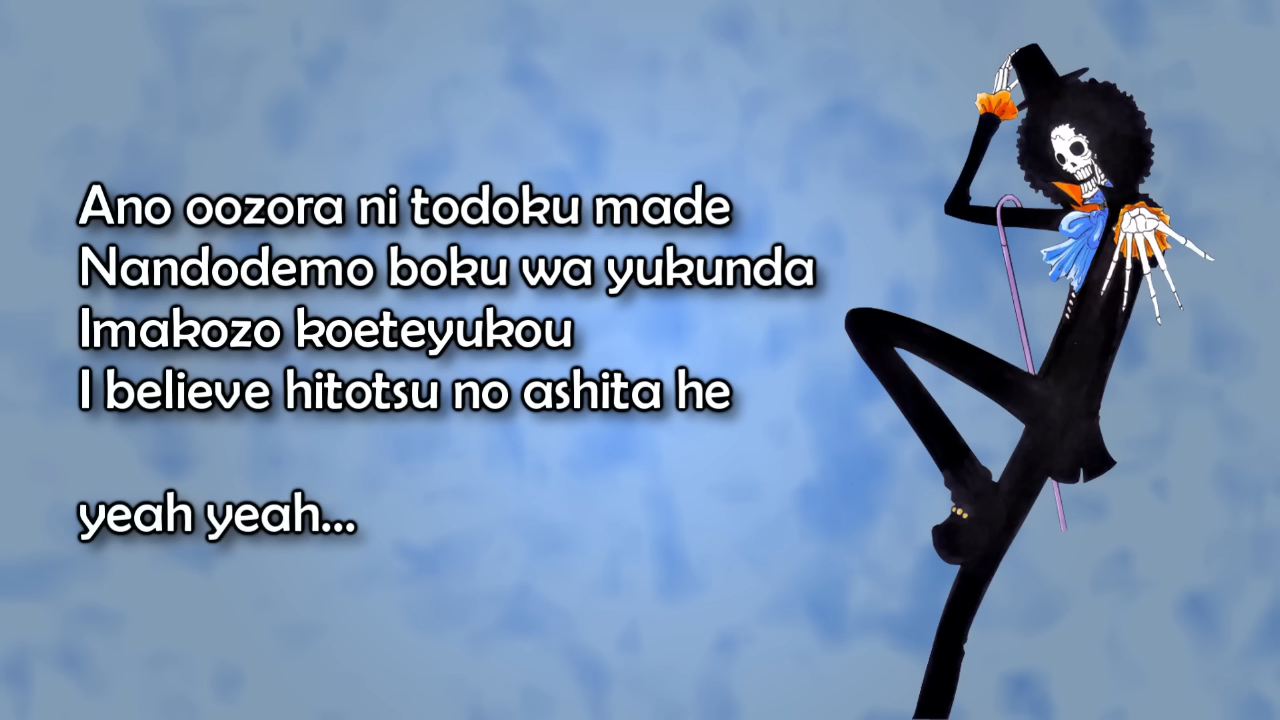 Ano oozora ni todoku made
Nandodemo boku wa yukunda
Imakozo koeteyukou
I believe hitotsu no ashita he
yeah yeah...